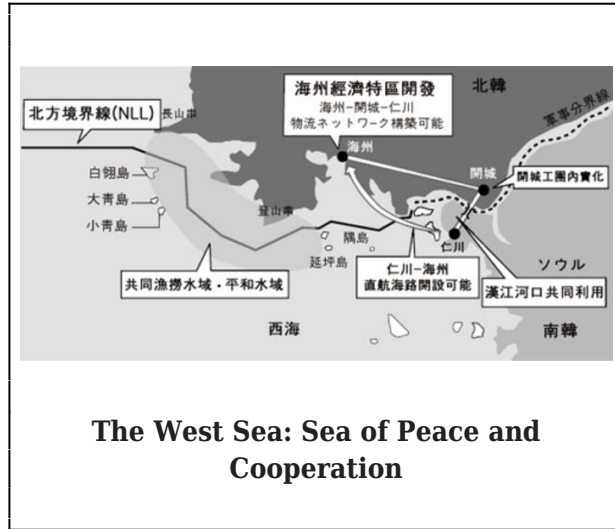 海州經濟特區開發
海州−開城−仁川
物流ネットワーク構築可能
北韓
軍事分界線
北方境界線(NLL)
長山串
海州
開城
開城工團內實化
白翎島
大靑島
小靑島
登山串
隅島
延坪島
仁川
共同漁撈水域・平和水域
仁川−海州
直航海路開設可能
ソウル
漢江河口共同利用
西海
南韓
The West Sea: Sea of Peace and
Cooperation